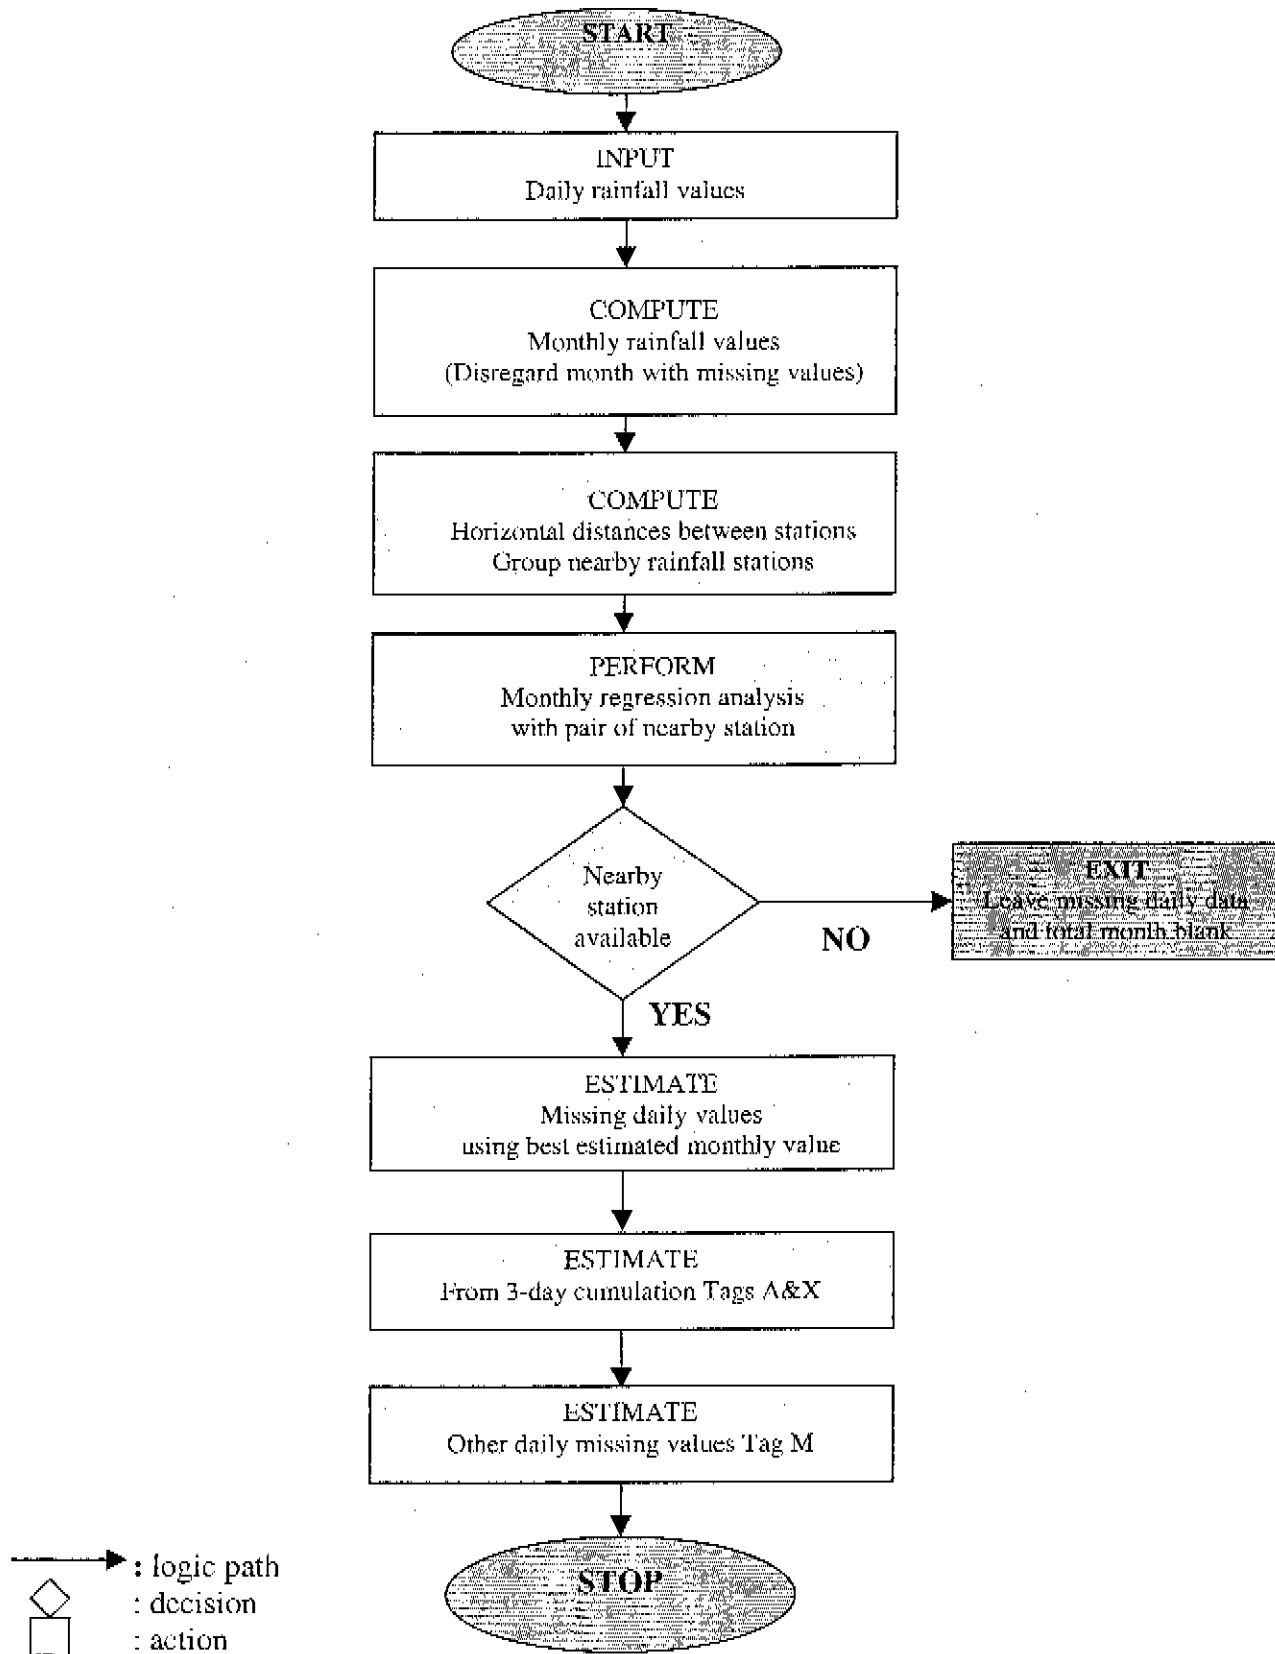 START
INPUT
Daily rainfall values
COMPUTE
Monthly rainfall values
(Disregard month with missing values)
COMPUTE
Horizontal distances between stations
Group nearby rainfall stations
PERFORM
Monthly regression analysis
with pair of nearby station
Nearby
station
available
EXIT
Leave missing daily data
and total month blank
NO
YES
ESTIMATE
Missing daily values
using best estimated monthly value
ESTIMATE
From 3-day cumulation Tags A&X
ESTIMATE
Other daily missing values Tag M
STOP
: logic path
: decision
: action